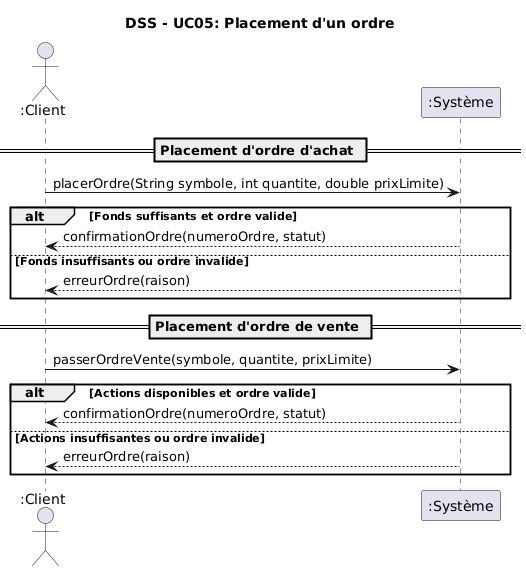 DSS - UC05: Placement d'un ordre
:Client
:Système
Placement d'ordre d'achat
placerOrdre(String symbole, int quantite, double prixLimite)
alt [Fonds suffisants et ordre valide]
confirmationOrdre(numeroOrdre, statut)
[Fonds insuffisants ou ordre invalide]
erreurOrdre(raison)
Placement d'ordre de vente
passerOrdreVente(symbole, quantite, prixLimite)
alt [Actions disponibles et ordre valide]
confirmationOrdre(numeroOrdre, statut)
[Actions insuffisantes ou ordre invalide]
erreurOrdre(raison)
:Client
:Système